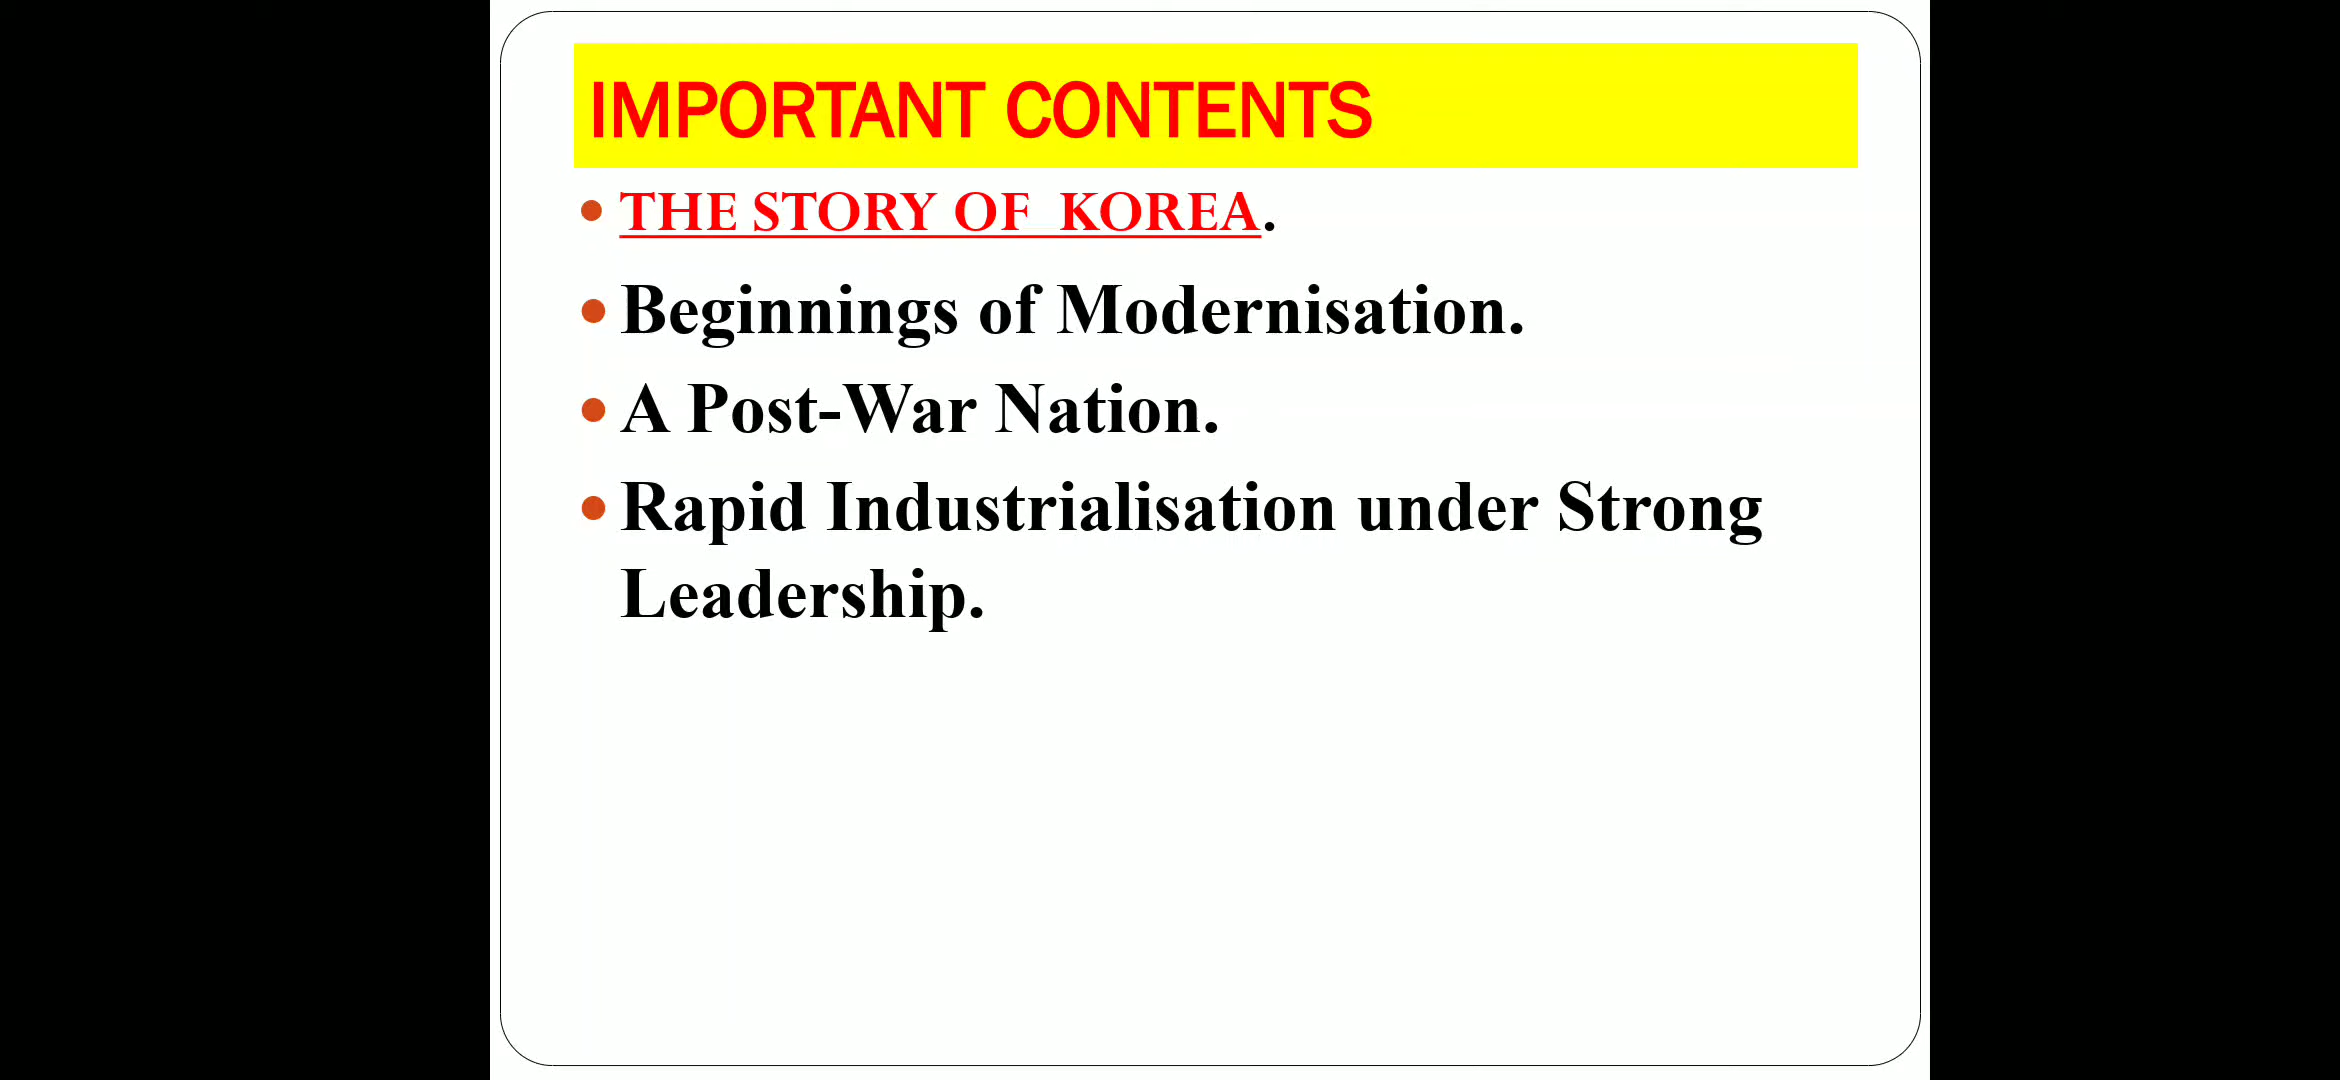 IMPORTANT CONTENTS
• THE STORY OF KOREA.
• Beginnings of Modernisation.
• A Post-War Nation.
• Rapid Industrialisation under Strong
Leadership.